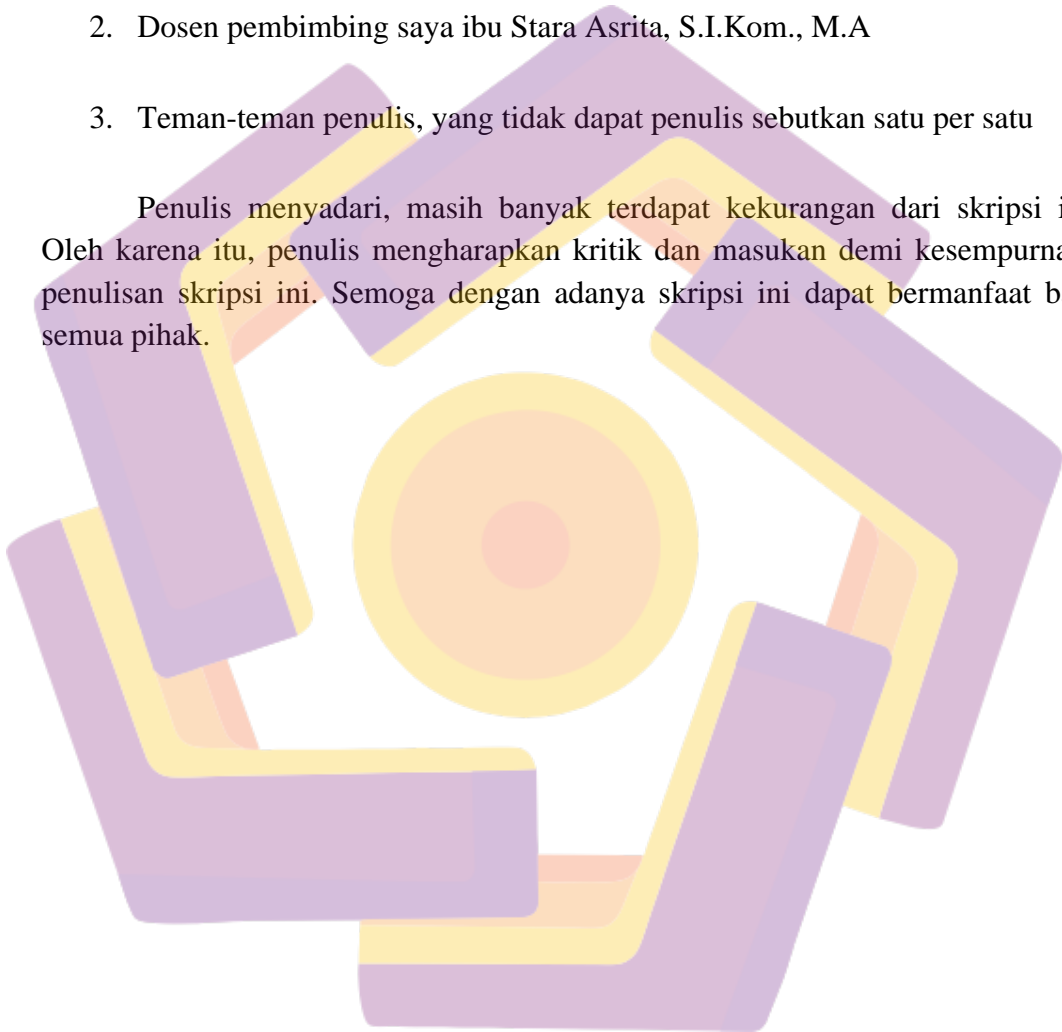 2. Dosen pembimbing saya ibu Stara Asrita, S.I.Kom., M.A
3. Teman-teman penulis, yang tidak dapat penulis sebutkan satu per satu
Penulis menyadari, masih banyak terdapat kekurangan dari skripsi
Oleh karena itu, penulis mengharapkan kritik dan masukan demi
penulisan skripsi ini. Semoga dengan adanya skripsi ini dapat bermanfaat
semua pihak.